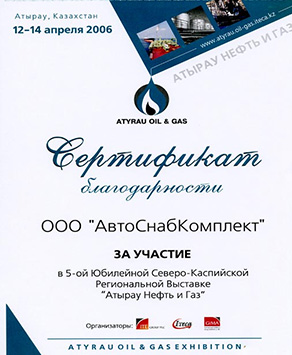 Атырау, Казахстан
12-14 апреля 2006
www.atyrau-oil-gas.iteca.kz
АТЫРАУ НЕФТЬ И ГАЗ
ATYRAU OIL & GAS
Сертификат
благодарности
ООО "АвтоСнабКомплект"
ЗА УЧАСТИЕ
в 5-ой Юбилейной Северо-Каспийской
Региональной Выставке
"Атырау Нефть и Газ"
Организаторы:
ITECA
GIMA
ATYRAU OIL & GAS EXHIBITION